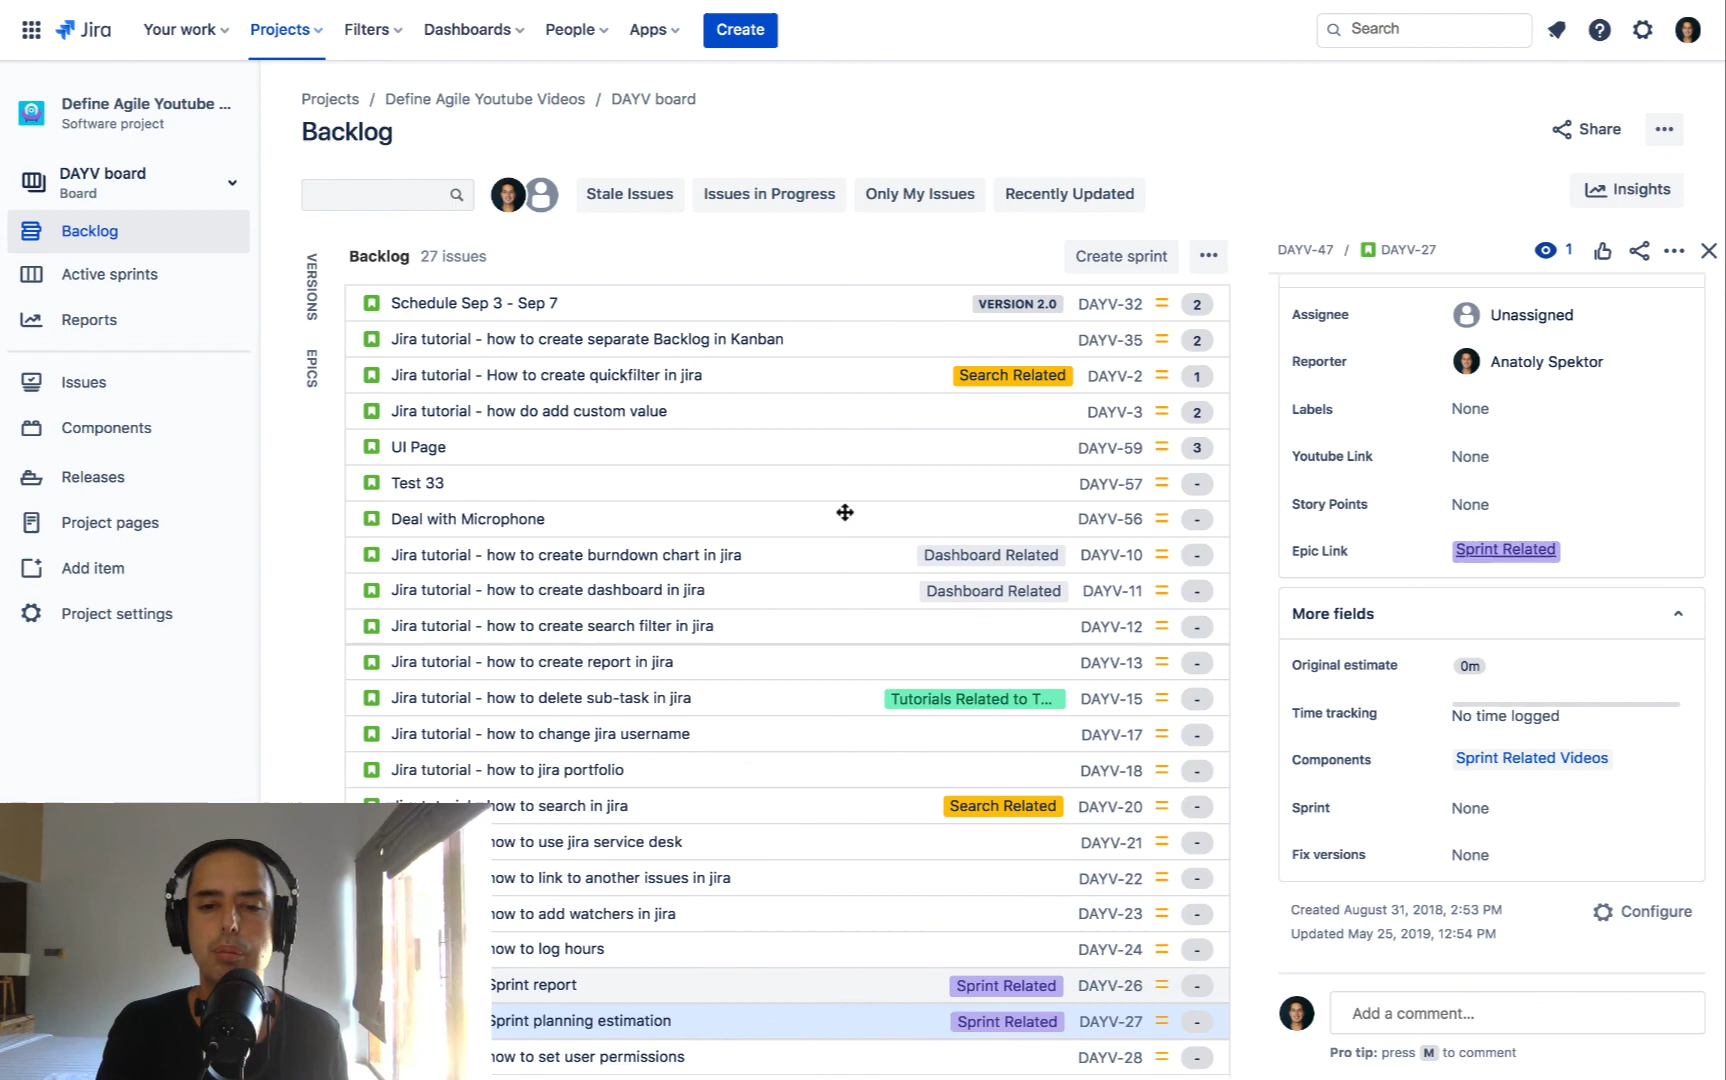 Jira Your work Projects Filters Dashboards People Apps Create Search
Define Agile Youtube ...
Software project
DAYV board
Board
Backlog
Active sprints
Reports
Issues
Components
Releases
Project pages
Add item
Project settings
Projects / Define Agile Youtube Videos / DAYV board
Backlog
Share
Stale Issues Issues in Progress Only My Issues Recently Updated
Insights
VERSIONS
EPICS
Backlog 27 issues Create sprint
Schedule Sep 3 - Sep 7 VERSION 2.0 DAYV-32 2
Jira tutorial - how to create separate Backlog in Kanban DAYV-35 2
Jira tutorial - How to create quickfilter in jira Search Related DAYV-2 1
Jira tutorial - how do add custom value DAYV-3 2
UI Page DAYV-59 3
Test 33 DAYV-57 -
Deal with Microphone DAYV-56 -
Jira tutorial - how to create burndown chart in jira Dashboard Related DAYV-10 -
Jira tutorial - how to create dashboard in jira Dashboard Related DAYV-11 -
Jira tutorial - how to create search filter in jira DAYV-12 -
Jira tutorial - how to create report in jira DAYV-13 -
Jira tutorial - how to delete sub-task in jira Tutorials Related to T... DAYV-15 -
Jira tutorial - how to change jira username DAYV-17 -
Jira tutorial - how to jira portfolio DAYV-18 -
how to search in jira Search Related DAYV-20 -
how to use jira service desk DAYV-21 -
how to link to another issues in jira DAYV-22 -
how to add watchers in jira DAYV-23 -
how to log hours DAYV-24 -
Sprint report Sprint Related DAYV-26 -
Sprint planning estimation Sprint Related DAYV-27 -
how to set user permissions DAYV-28 -
DAYV-47 / DAYV-27 1
Assignee Unassigned
Reporter Anatoly Spektor
Labels None
Youtube Link None
Story Points None
Epic Link Sprint Related
More fields
Original estimate 0m
Time tracking No time logged
Components Sprint Related Videos
Sprint None
Fix versions None
Created August 31, 2018, 2:53 PM
Updated May 25, 2019, 12:54 PM
Configure
Add a comment...
Pro tip: press M to comment